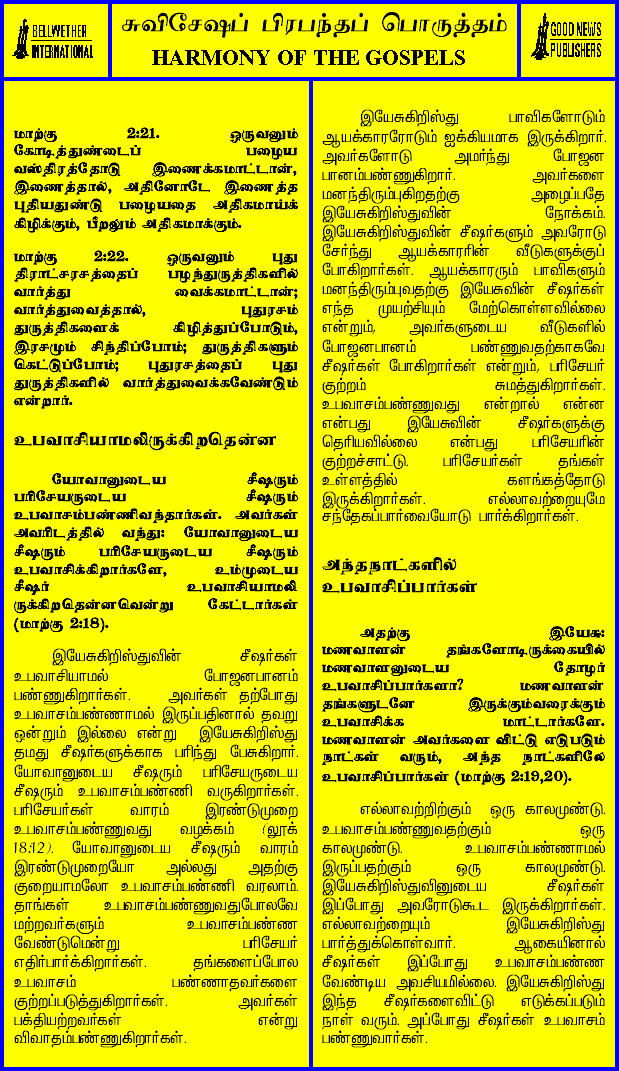 BELLWETHER
INTERNATIONAL
சுவிசேஷப் பிரபந்தப் பொருத்தம்
HARMONY OF THE GOSPELS
GOOD NEWS
PUBLISHERS
மாற்கு 2:21. ஒருவனும்
கோடித்துண்டைப் பழைய
வஸ்திரத்தோடு இணைக்கமாட்டான்,
இணைத்தால், அதினோடே இணைத்த
புதியதுண்டு பழையதை அதிகமாய்க்
கிழிக்கும், பீறலும் அதிகமாக்கும்.
மாற்கு 2:22. ஒருவனும் புது
திராட்சரசத்தைப் பழந்துருத்திகளில்
வார்த்து வைக்கமாட்டான்;
வார்த்துவைத்தால், புதுரசம்
துருத்திகளைக் கிழித்துப்போடும்,
இரசமும் சிந்திப்போம்; துருத்திகளும்
கெட்டுப்போம்; புதுரசத்தைப் புது
துருத்திகளில் வார்த்துவைக்கவேண்டும்
என்றார்.
உபவாசியாமலிருக்கிறதென்ன
யோவானுடைய சீஷரும்
பரிசேயருடைய சீஷரும்
உபவாசம்பண்ணிவந்தார்கள். அவர்கள்
அவரிடத்தில் வந்து: யோவானுடைய
சீஷரும் பரிசேயருடைய சீஷரும்
உபவாசிக்கிறார்களே, உம்முடைய
சீஷர் உபவாசியாமலி
ருக்கிறதென்னவென்று கேட்டார்கள்
(மாற்கு 2:18).
இயேசுகிறிஸ்துவின் சீஷர்கள்
உபவாசியாமல் போஜனபானம்
பண்ணுகிறார்கள். அவர்கள் தற்போது
உபவாசம்பண்ணாமல் இருப்பதினால் தவறு
ஒன்றும் இல்லை என்று இயேசுகிறிஸ்து
தமது சீஷர்களுக்காக பரிந்து பேசுகிறார்.
யோவானுடைய சீஷரும் பரிசேயருடைய
சீஷரும் உபவாசம்பண்ணி வருகிறார்கள்.
பரிசேயர்கள் வாரம் இரண்டுமுறை
உபவாசம்பண்ணுவது வழக்கம் (லூக்
18:12). யோவானுடைய சீஷரும் வாரம்
இரண்டுமுறையோ அல்லது அதற்கு
குறையாமலோ உபவாசம்பண்ணி வரலாம்.
தாங்கள் உபவாசம்பண்ணுவதுபோலவே
மற்றவர்களும் உபவாசம்பண்ண
வேண்டுமென்று பரிசேயர்
எதிர்பார்க்கிறார்கள். தங்களைப்போல
உபவாசம் பண்ணாதவர்களை
குற்றப்படுத்துகிறார்கள். அவர்கள்
பக்தியற்றவர்கள் என்று
விவாதம்பண்ணுகிறார்கள்.
இயேசுகிறிஸ்து பாவிகளோடும்
ஆயக்காரரோடும் ஐக்கியமாக இருக்கிறார்.
அவர்களோடு அமர்ந்து போஜன
பானம்பண்ணுகிறார். அவர்களை
மனந்திரும்புகிறதற்கு அழைப்பதே
இயேசுகிறிஸ்துவின் நோக்கம்.
இயேசுகிறிஸ்துவின் சீஷர்களும் அவரோடு
சேர்ந்து ஆயக்காரரின் வீடுகளுக்குப்
போகிறார்கள். ஆயக்காரரும் பாவிகளும்
மனந்திரும்புவதற்கு இயேசுவின் சீஷர்கள்
எந்த முயற்சியும் மேற்கொள்ளவில்லை
என்றும், அவர்களுடைய வீடுகளில்
போஜனபானம் பண்ணுவதற்காகவே
சீஷர்கள் போகிறார்கள் என்றும், பரிசேயர்
குற்றம் சுமத்துகிறார்கள்.
உபவாசம்பண்ணுவது என்றால் என்ன
என்பது இயேசுவின் சீஷர்களுக்கு
தெரியவில்லை என்பது பரிசேயரின்
குற்றச்சாட்டு. பரிசேயர்கள் தங்கள்
உள்ளத்தில் களங்கத்தோடு
இருக்கிறார்கள். எல்லாவற்றையுமே
சந்தேகப்பார்வையோடு பார்க்கிறார்கள்.
அந்தநாட்களில்
உபவாசிப்பார்கள்
அதற்கு இயேசு:
மணவாளன் தங்களோடிருக்கையில்
மணவாளனுடைய தோழர்
உபவாசிப்பார்களா? மணவாளன்
தங்களுடனே இருக்கும்வரைக்கும்
உபவாசிக்க மாட்டார்களே.
மணவாளன் அவர்களை விட்டு எடுபடும்
நாட்கள் வரும், அந்த நாட்களிலே
உபவாசிப்பார்கள் (மாற்கு 2:19,20).
எல்லாவற்றிற்கும் ஒரு காலமுண்டு.
உபவாசம்பண்ணுவதற்கும் ஒரு
காலமுண்டு. உபவாசம்பண்ணாமல்
இருப்பதற்கும் ஒரு காலமுண்டு.
இயேசுகிறிஸ்துவினுடைய சீஷர்கள்
இப்போது அவரோடுகூட இருக்கிறார்கள்.
எல்லாவற்றையும் இயேசுகிறிஸ்து
பார்த்துக்கொள்வார். ஆகையினால்
சீஷர்கள் இப்போது உபவாசம்பண்ண
வேண்டிய அவசியமில்லை. இயேசுகிறிஸ்து
இந்த சீஷர்களைவிட்டு எடுக்கப்படும்
நாள் வரும். அப்போது சீஷர்கள் உபவாசம்
பண்ணுவார்கள்.